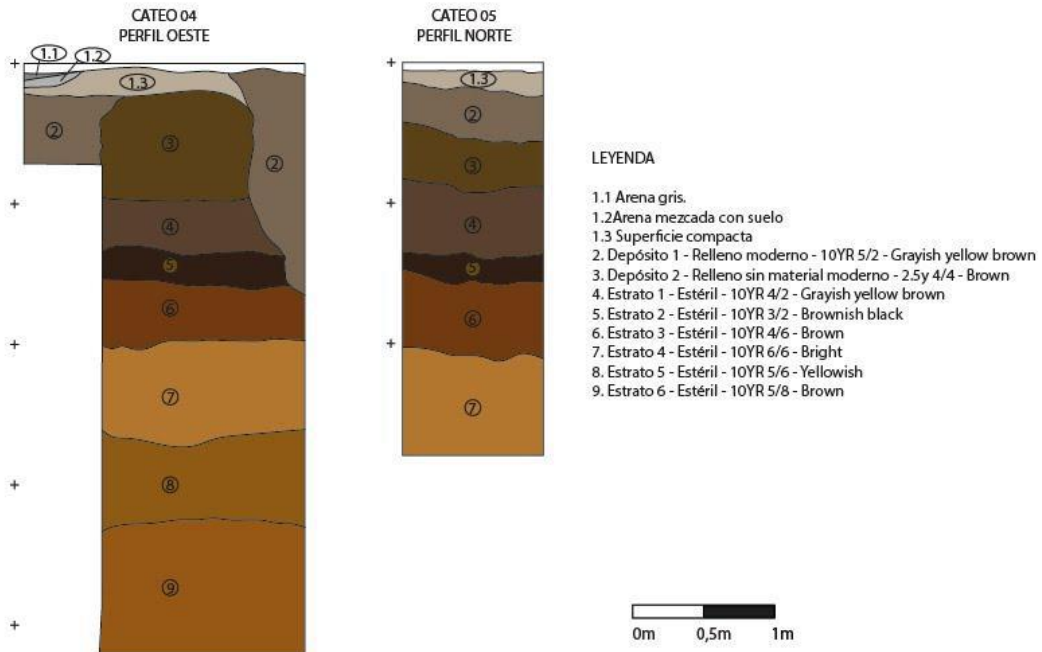 CATEO 04
PERFIL OESTE
1.1
1.2
1.3
2
3
2
4
5
6
7
8
9
CATEO 05
PERFIL NORTE
1.3
2
3
4
5
6
7
LEYENDA
1.1 Arena gris.
1.2Arena mezcada con suelo
1.3 Superficie compacta
2. Depósito 1 - Relleno moderno - 10YR 5/2 - Grayish yellow brown
3. Depósito 2 - Relleno sin material moderno - 2.5y 4/4 - Brown
4. Estrato 1 - Estéril - 10YR 4/2 - Grayish yellow brown
5. Estrato 2 - Estéril - 10YR 3/2 - Brownish black
6. Estrato 3 - Estéril - 10YR 4/6 - Brown
7. Estrato 4 - Estéril - 10YR 6/6 - Bright
8. Estrato 5 - Estéril - 10YR 5/6 - Yellowish
9. Estrato 6 - Estéril - 10YR 5/8 - Brown
0m 0,5m 1m